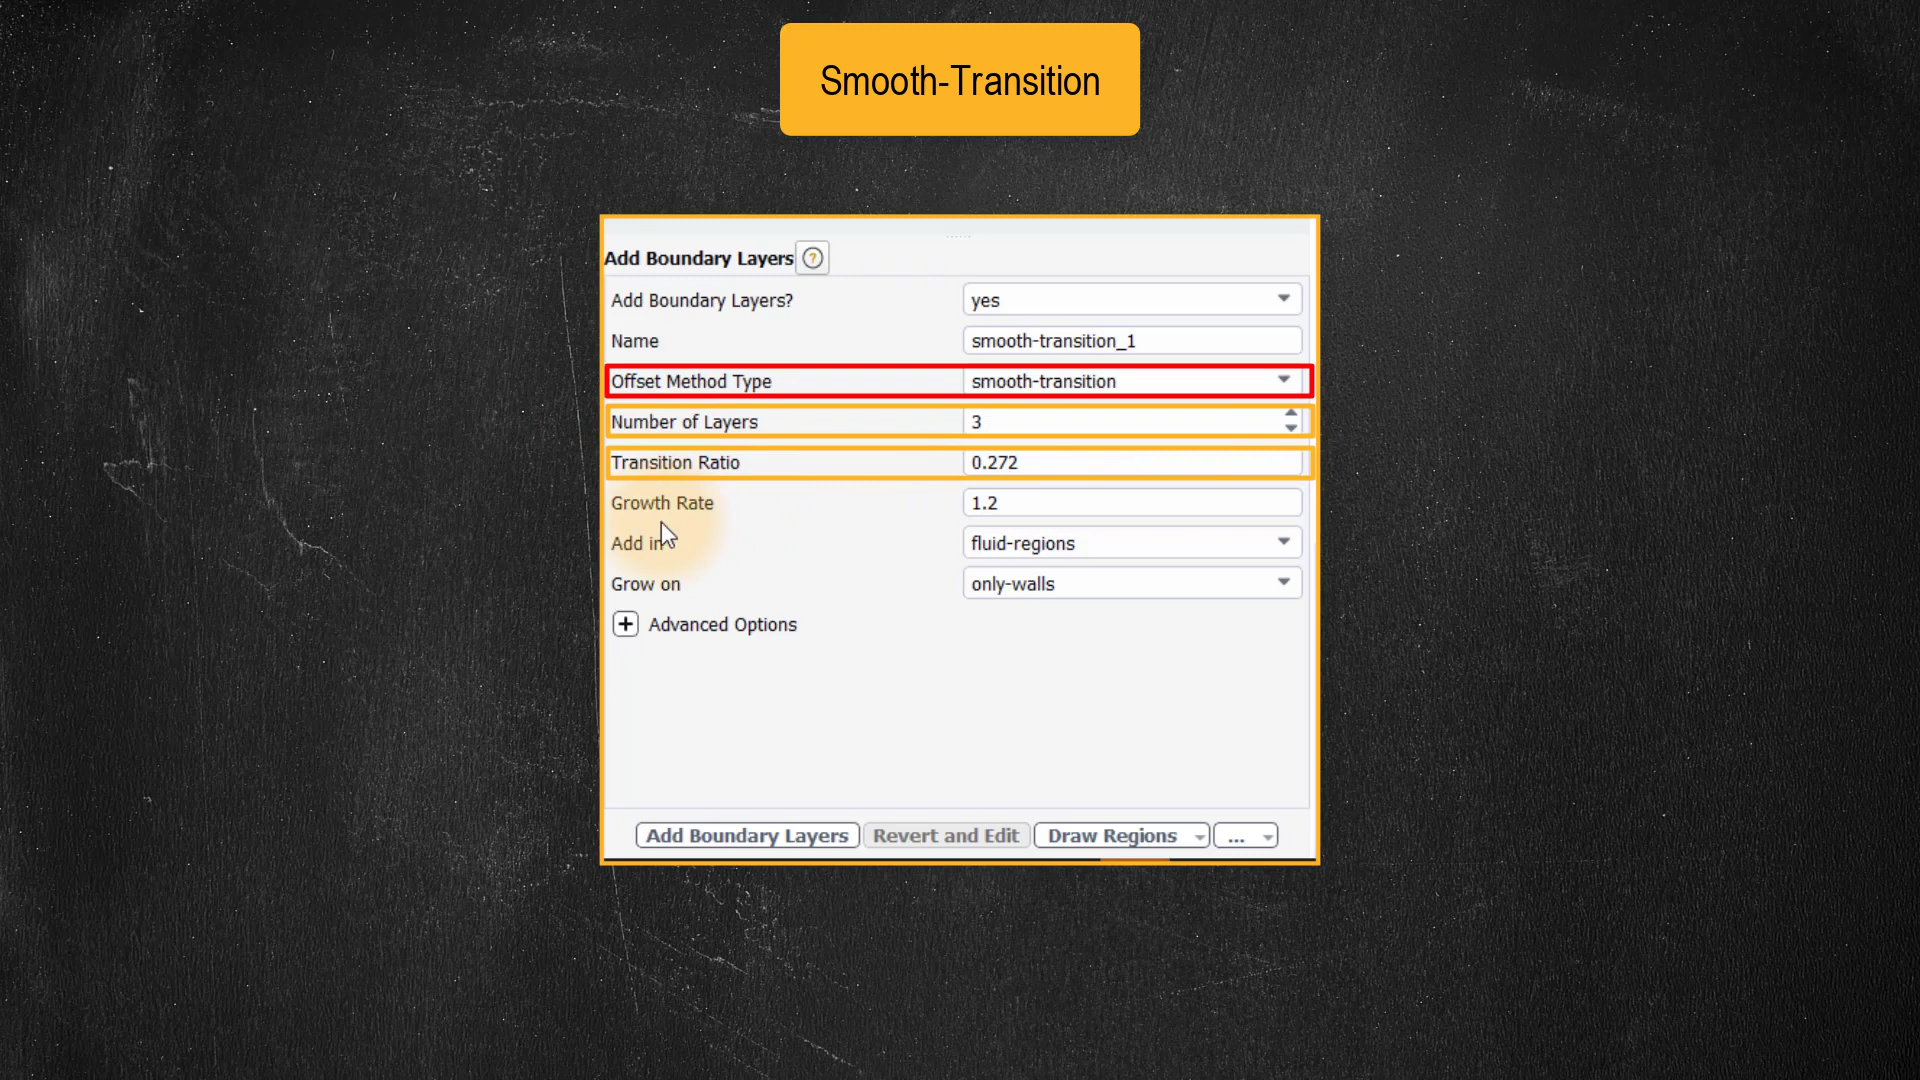 Smooth-Transition
Add Boundary Layers ?
Add Boundary Layers? yes
Name smooth-transition_1
Offset Method Type smooth-transition
Number of Layers 3
Transition Ratio 0.272
Growth Rate 1.2
Add in fluid-regions
Grow on only-walls
+ Advanced Options
Add Boundary Layers Revert and Edit Draw Regions ...